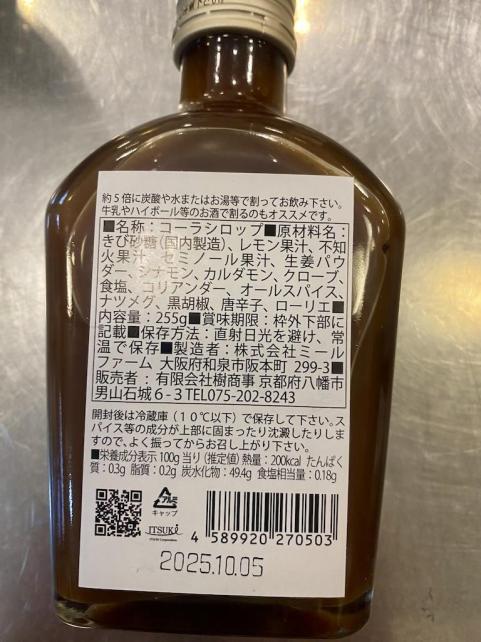 約5倍に炭酸や水またはお湯等で割ってお飲み下さい。
牛乳やハイボール等のお酒で割るのもオススメです。
■名称：コーラシロップ■原材料名：
きび砂糖(国内製造)、レモン果汁、不知
火果汁、セミノール果汁、生姜パウ
ダー、シナモン、カルダモン、クローブ、
食塩、コリアンダー、オールスパイス、
ナツメグ、黒胡椒、唐辛子、ローリエ■
内容量：255g■賞味期限：枠外下部に
記載■保存方法：直射日光を避け、常
温で保存■製造者：株式会社ミール
ファーム 大阪府和泉市阪本町 299-3■
販売者：有限会社樹商事 京都府八幡市
男山石城６-３TEL075-202-8243
開封後は冷蔵庫（１０℃以下）で保存して下さい。ス
パイス等の成分が上部に固まったり沈澱したりしま
すので、よく振ってからお召し上がり下さい。
■栄養成分表示 100g当り（推定値）熱量：200kcal たんぱく
質：0.3g 脂質：0.2g 炭水化物：49.4g 食塩相当量：0.18g
アルミ
キャップ
ITSUKi
4 589920 270503
2025.10.05